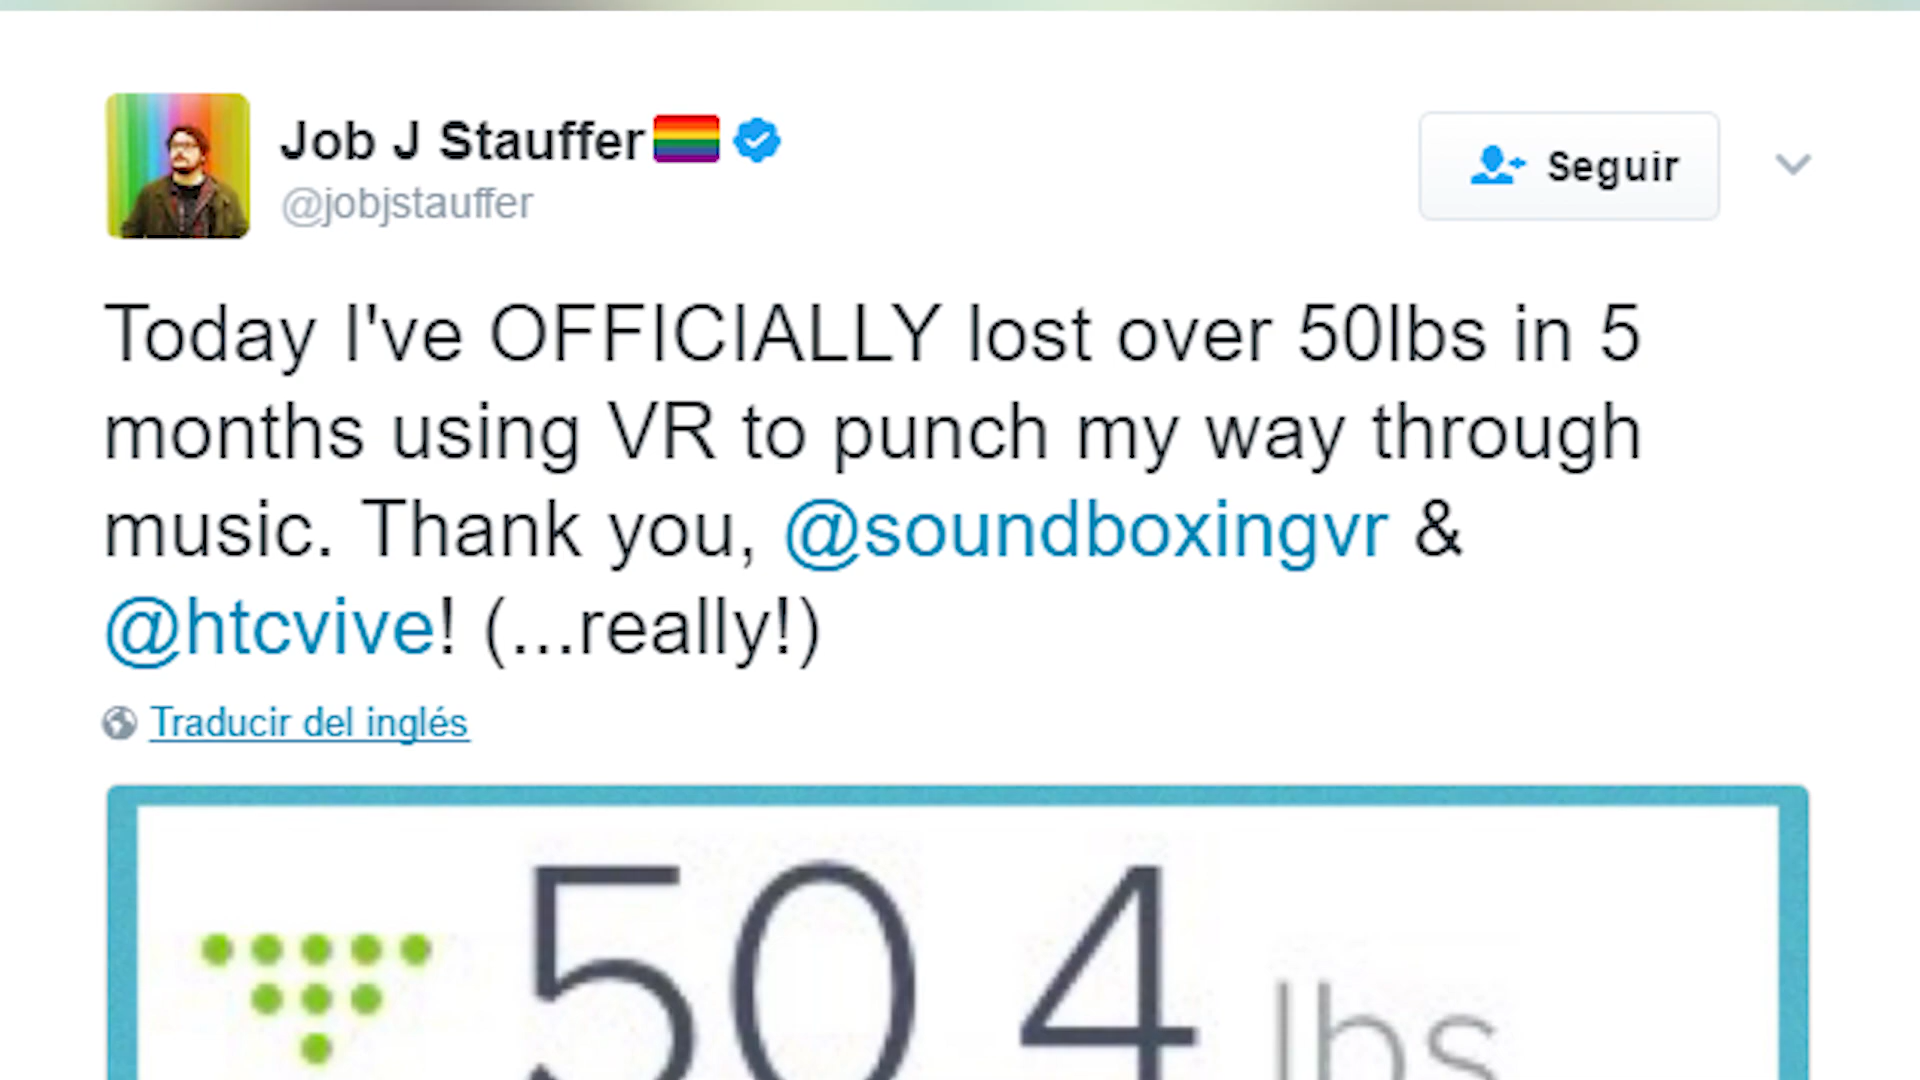 Job J Stauffer
@jobjstauffer
Seguir
Today I've OFFICIALLY lost over 50lbs in 5
months using VR to punch my way through
music. Thank you, @soundboxingvr &
@htcvive! (...really!)
Traducir del inglés
50 4 lbs